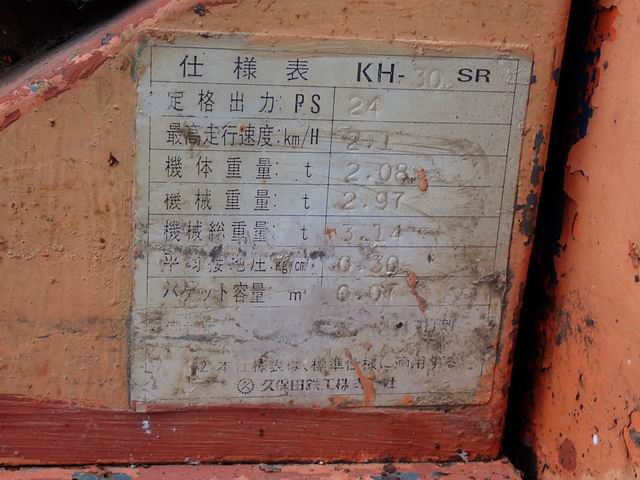 仕様表 KH-30 SR
定格出力: PS 24
最高走行速度: km/H 2.1
機体重量: t 2.08
機械重量: t 2.97
機械総重量: t 3.14
平均接地圧: kg/cm² 0.30
バケット容量: m³ 0.07
本仕様表は、標準仕様に適用する。
久保田鉄工株式会社